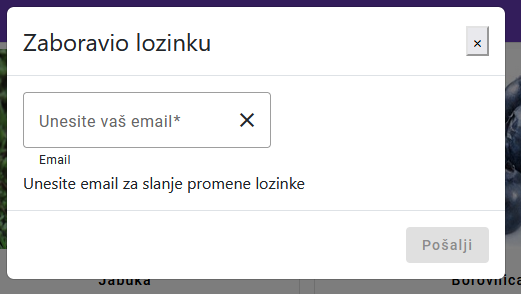 Zaboravio lozinku
×
Unesite vaš email*
Email
Unesite email za slanje promene lozinke
Pošalji
Jabuka
Borovnica